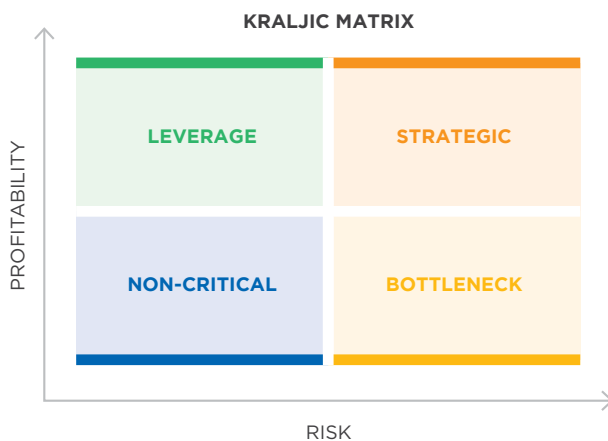 KRALJIC MATRIX
PROFITABILITY
LEVERAGE
STRATEGIC
NON-CRITICAL
BOTTLENECK
RISK